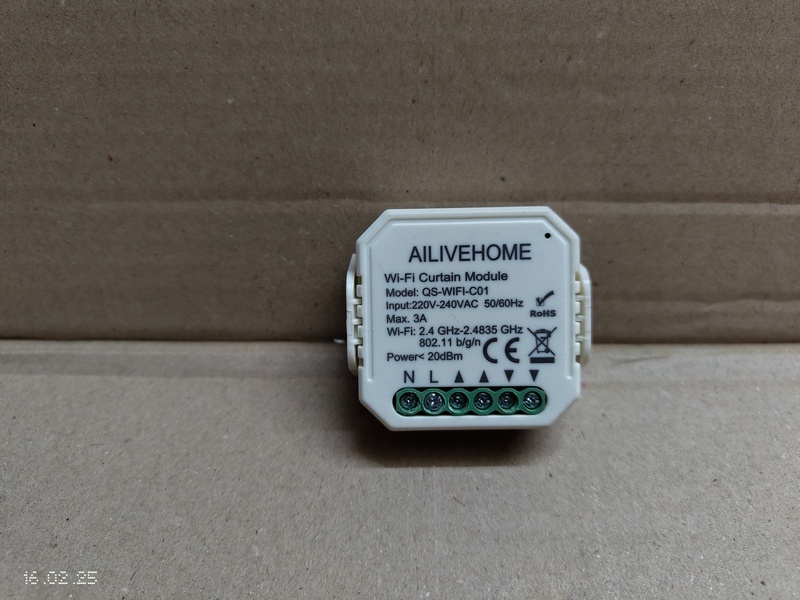 AILIVEHOME
Wi-Fi Curtain Module
Model: QS-WIFI-C01
Input:220V-240VAC 50/60Hz
Max. 3A
RoHS
Wi-Fi: 2.4 GHz-2.4835 GHz
802.11 b/g/n
CE
Power< 20dBm
N L ▲ ▲ ▼ ▼
16.02.25